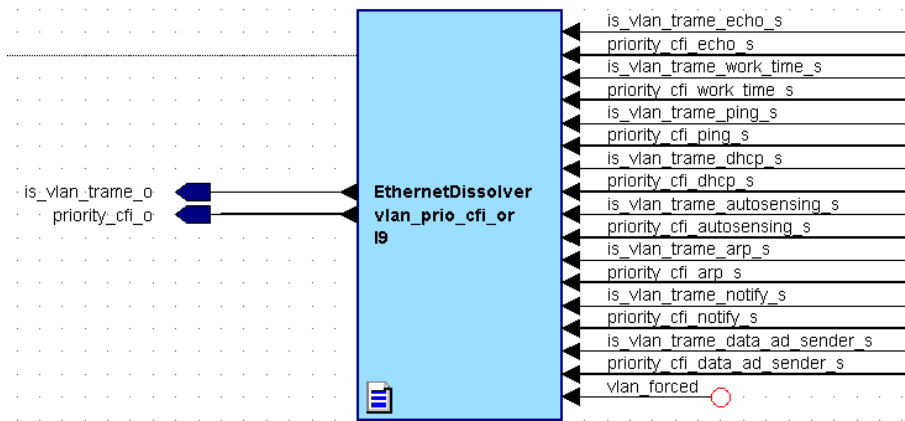 is_vlan_trame_echo_s
priority_cfi_echo_s
is_vlan_trame_work_time_s
priority_cfi_work_time_s
is_vlan_trame_ping_s
priority_cfi_ping_s
is_vlan_trame_dhcp_s
priority_cfi_dhcp_s
is_vlan_trame_autosensing_s
priority_cfi_autosensing_s
is_vlan_trame_arp_s
priority_cfi_arp_s
is_vlan_trame_notify_s
priority_cfi_notify_s
is_vlan_trame_data_ad_sender_s
priority_cfi_data_ad_sender_s
vlan_forced
is_vlan_trame_o
priority_cfi_o
EthernetDissolver
vlan_prio_cfi_or
I9